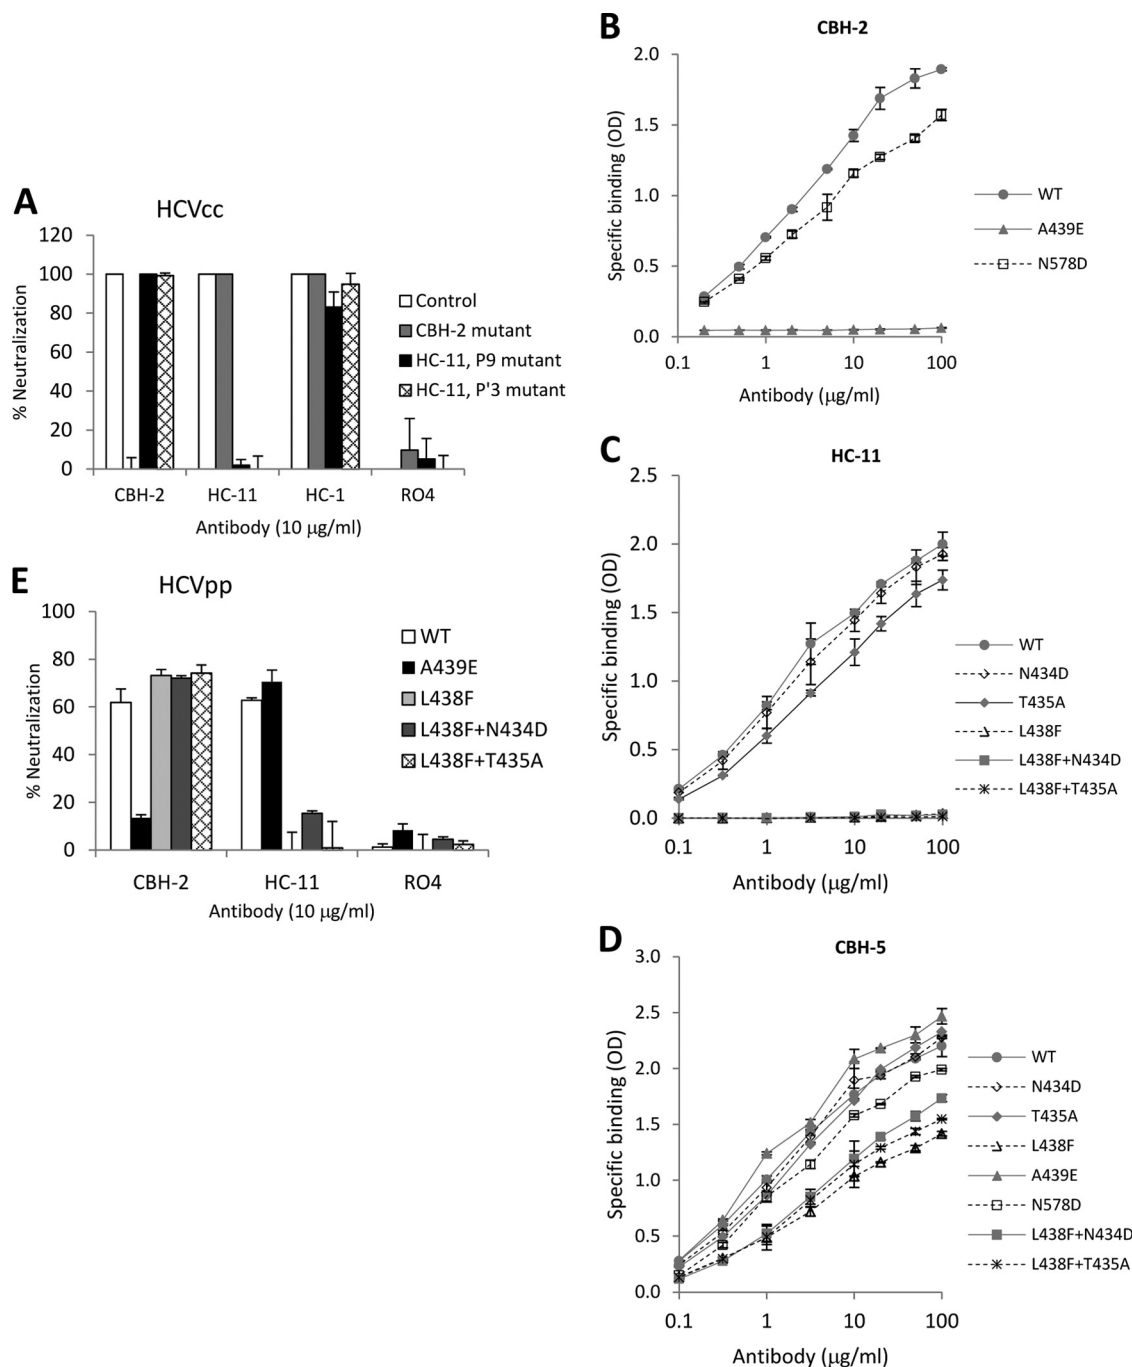 A
HCVcc
% Neutralization
120
100
80
60
40
20
0
CBH-2 HC-11 HC-1 RO4
Antibody (10 µg/ml)
Control
CBH-2 mutant
HC-11, P9 mutant
HC-11, P'3 mutant
E
HCVpp
% Neutralization
100
80
60
40
20
0
CBH-2 HC-11 RO4
Antibody (10 µg/ml)
WT
A439E
L438F
L438F+N434D
L438F+T435A
B
CBH-2
Specific binding (OD)
2.0
1.5
1.0
0.5
0.0
0.1 1 10 100
Antibody (µg/ml)
WT
A439E
N578D
C
HC-11
Specific binding (OD)
2.5
2.0
1.5
1.0
0.5
0.0
0.1 1 10 100
Antibody (µg/ml)
WT
N434D
T435A
L438F
L438F+N434D
L438F+T435A
D
CBH-5
Specific binding (OD)
3.0
2.5
2.0
1.5
1.0
0.5
0.0
0.1 1 10 100
Antibody (µg/ml)
WT
N434D
T435A
L438F
A439E
N578D
L438F+N434D
L438F+T435A